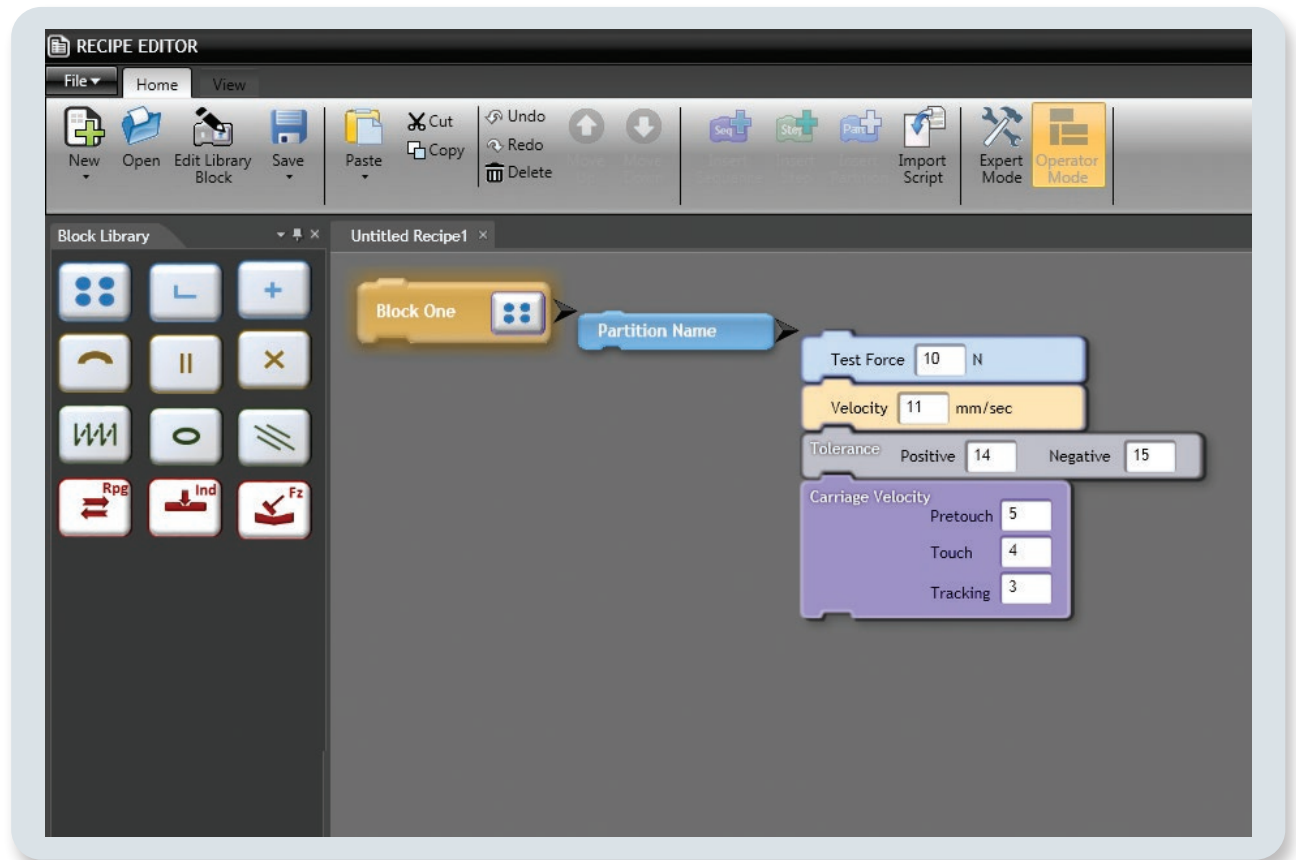 RECIPE EDITOR
File Home View
New Open Edit Library Block Save Paste Cut Copy Undo Redo Delete Import Script Expert Mode Operator Mode
Block Library
Untitled Recipe1
Rpg Ind Fz
Block One
Partition Name
Test Force 10 N
Velocity 11 mm/sec
Tolerance Positive 14 Negative 15
Carriage Velocity
Pretouch 5
Touch 4
Tracking 3